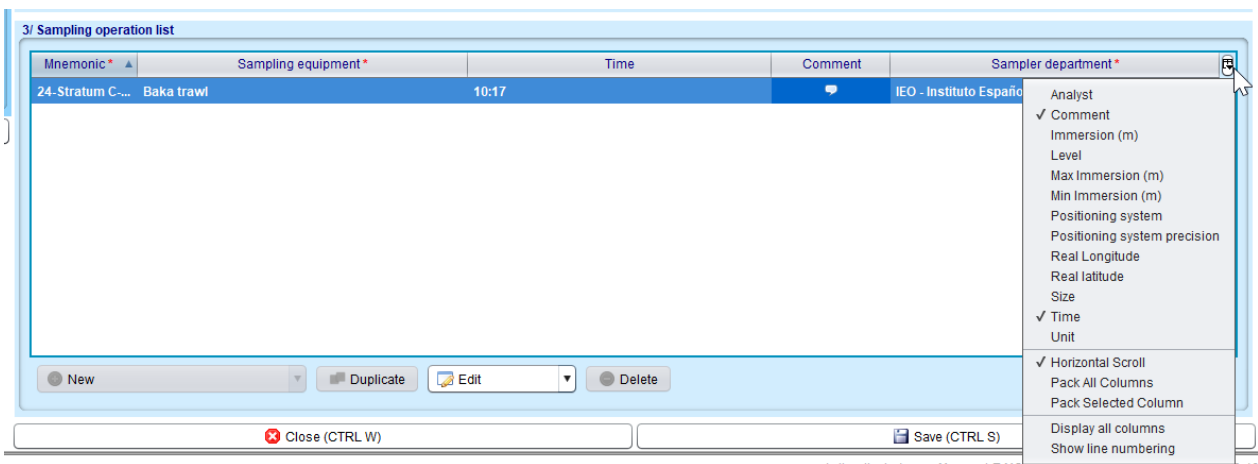 3/ Sampling operation list
Mnemonic * Sampling equipment * Time Comment Sampler department *
24-Stratum C-... Baka trawl 10:17 IEO - Instituto Españo
Analyst
✓ Comment
Immersion (m)
Level
Max Immersion (m)
Min Immersion (m)
Positioning system
Positioning system precision
Real Longitude
Real latitude
Size
✓ Time
Unit
✓ Horizontal Scroll
Pack All Columns
Pack Selected Column
Display all columns
Show line numbering
New Duplicate Edit Delete
Close (CTRL W) Save (CTRL S)